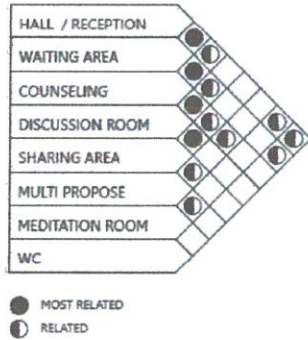 HALL / RECEPTION
WAITING AREA
COUNSELING
DISCUSSION ROOM
SHARING AREA
MULTI PROPOSE
MEDITATION ROOM
WC
MOST RELATED
RELATED